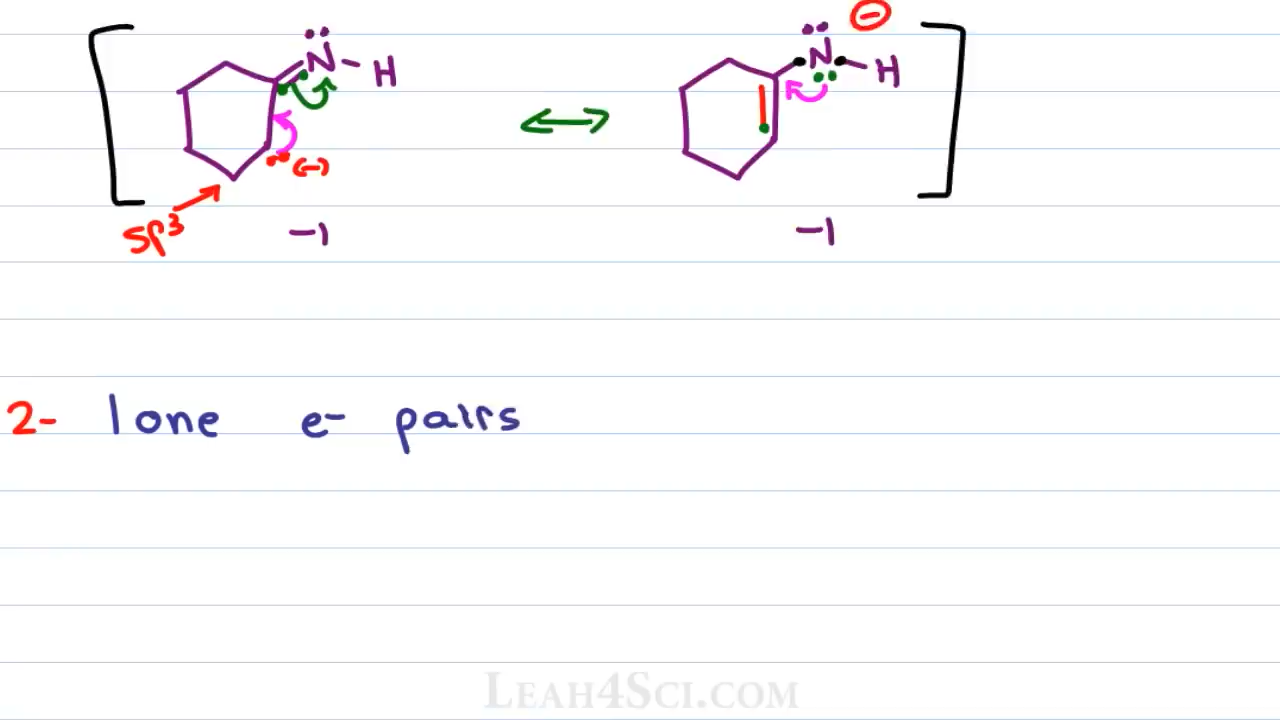 N - H
(-)
sp³
-1
N H
-1
2- lone e- pairs
LEAH4SCI.COM